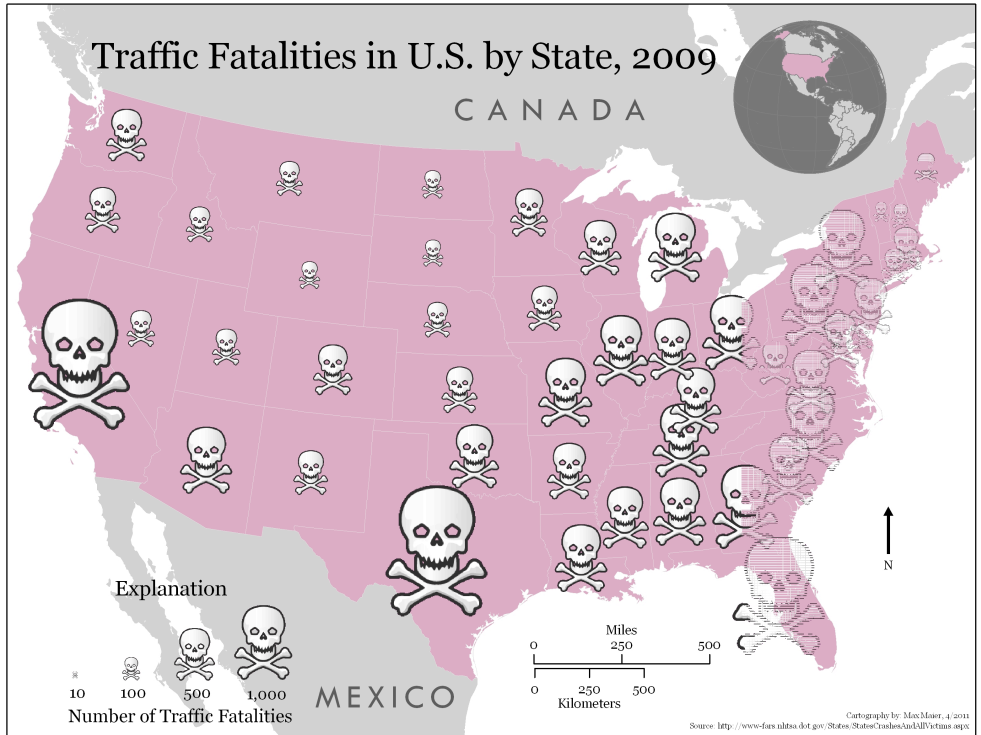 Traffic Fatalities in U.S. by State, 2009
CANADA
N
Explanation
10 100 500 1,000
Number of Traffic Fatalities
MEXICO
Miles
0 250 500
0 250 500
Kilometers
Cartography by: Max Maier, 4/2011
Source: http://www-fars.nhtsa.dot.gov/States/StatesCrashesAndAllVictims.aspx